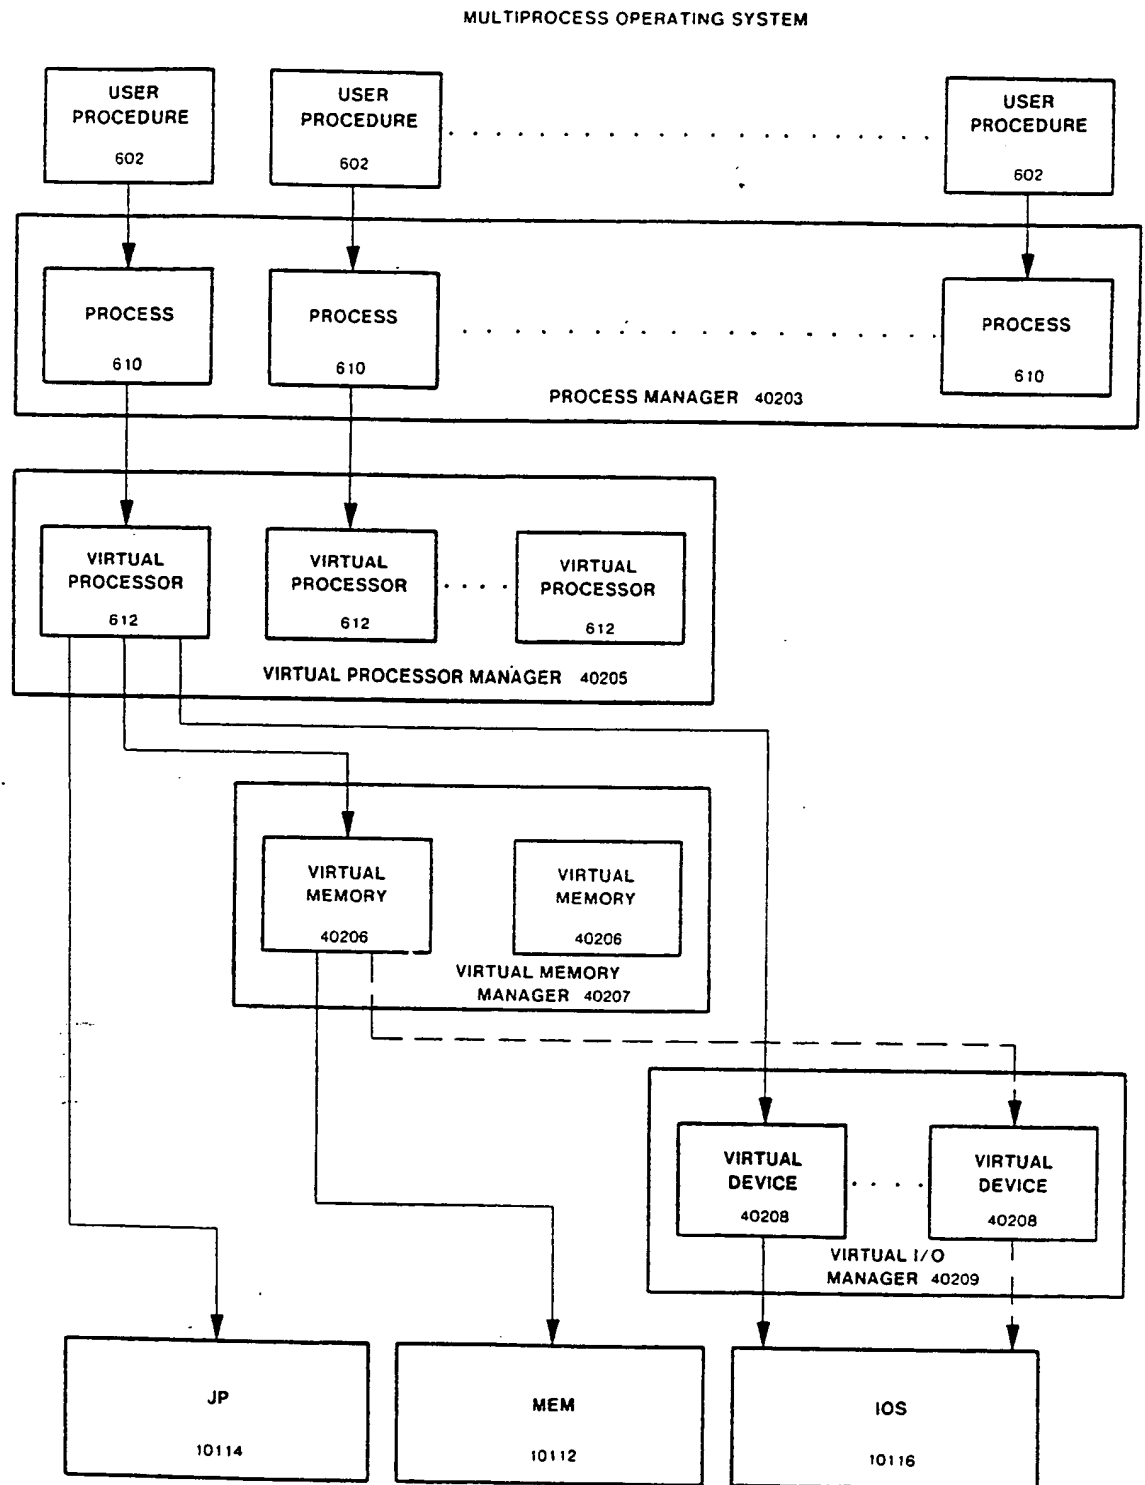 MULTIPROCESS OPERATING SYSTEM
USER
PROCEDURE
602
USER
PROCEDURE
602
USER
PROCEDURE
602
PROCESS
610
PROCESS
610
PROCESS
610
PROCESS MANAGER 40203
VIRTUAL
PROCESSOR
612
VIRTUAL
PROCESSOR
612
VIRTUAL
PROCESSOR
612
VIRTUAL PROCESSOR MANAGER 40205
VIRTUAL
MEMORY
40206
VIRTUAL
MEMORY
40206
VIRTUAL MEMORY
MANAGER 40207
VIRTUAL
DEVICE
40208
VIRTUAL
DEVICE
40208
VIRTUAL I/O
MANAGER 40209
JP
10114
MEM
10112
IOS
10116